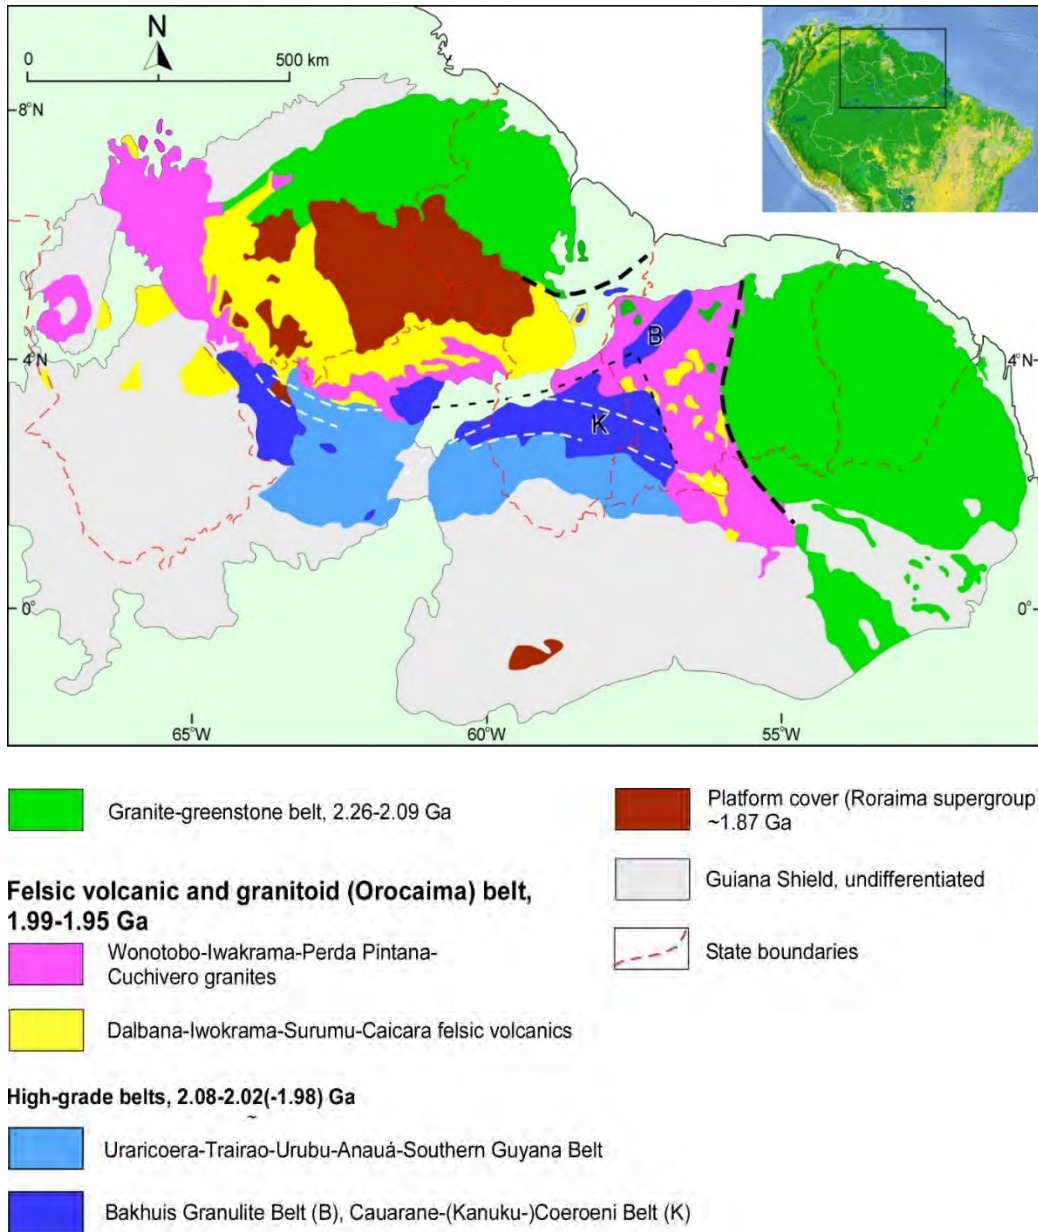 N
0 500 km
8°N
B
4°N 4°N
K
0° 0°
65°W 60°W 55°W
Granite-greenstone belt, 2.26-2.09 Ga
Felsic volcanic and granitoid (Orocaima) belt,
1.99-1.95 Ga
Wonotobo-Iwakrama-Perda Pintana-
Cuchivero granites
Dalbana-Iwokrama-Surumu-Caicara felsic volcanics
High-grade belts, 2.08-2.02(-1.98) Ga
~
Uraricoera-Trairao-Urubu-Anauá-Southern Guyana Belt
Bakhuis Granulite Belt (B), Cauarane-(Kanuku-)Coeroeni Belt (K)
Platform cover (Roraima supergroup)
~1.87 Ga
Guiana Shield, undifferentiated
State boundaries